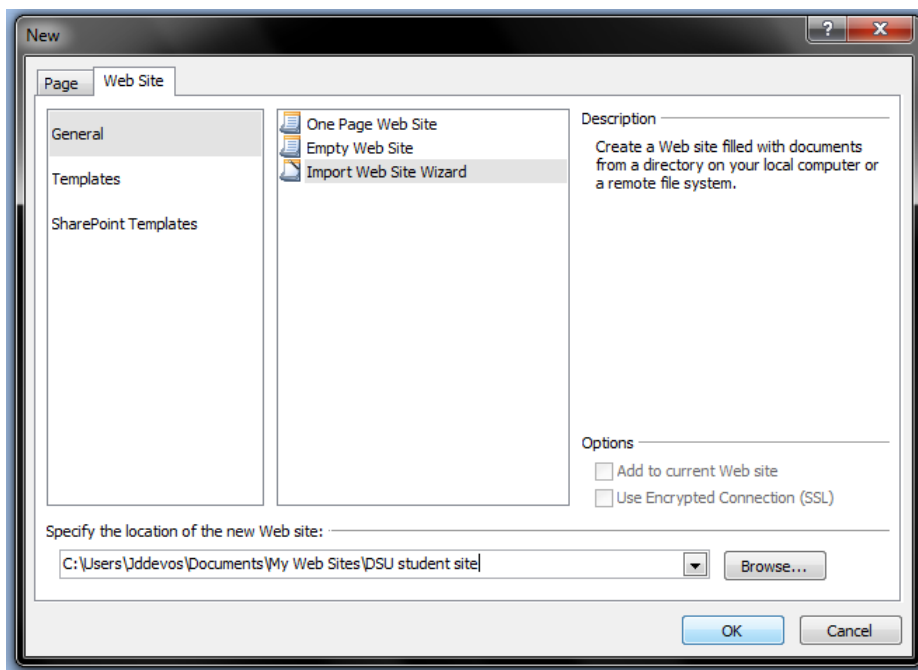 New
?
X
Page
Web Site
General
Templates
SharePoint Templates
One Page Web Site
Empty Web Site
Import Web Site Wizard
Description
Create a Web site filled with documents
from a directory on your local computer or
a remote file system.
Options
Add to current Web site
Use Encrypted Connection (SSL)
Specify the location of the new Web site:
C:\Users\Jddevos\Documents\My Web Sites\DSU student site
Browse...
OK
Cancel